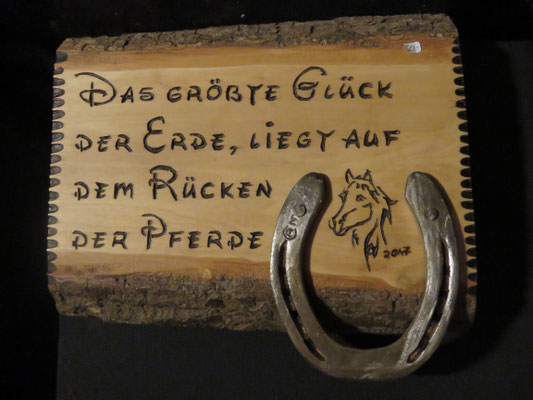 Das größte Glück
der Erde, liegt auf
dem Rücken
der Pferde
2017